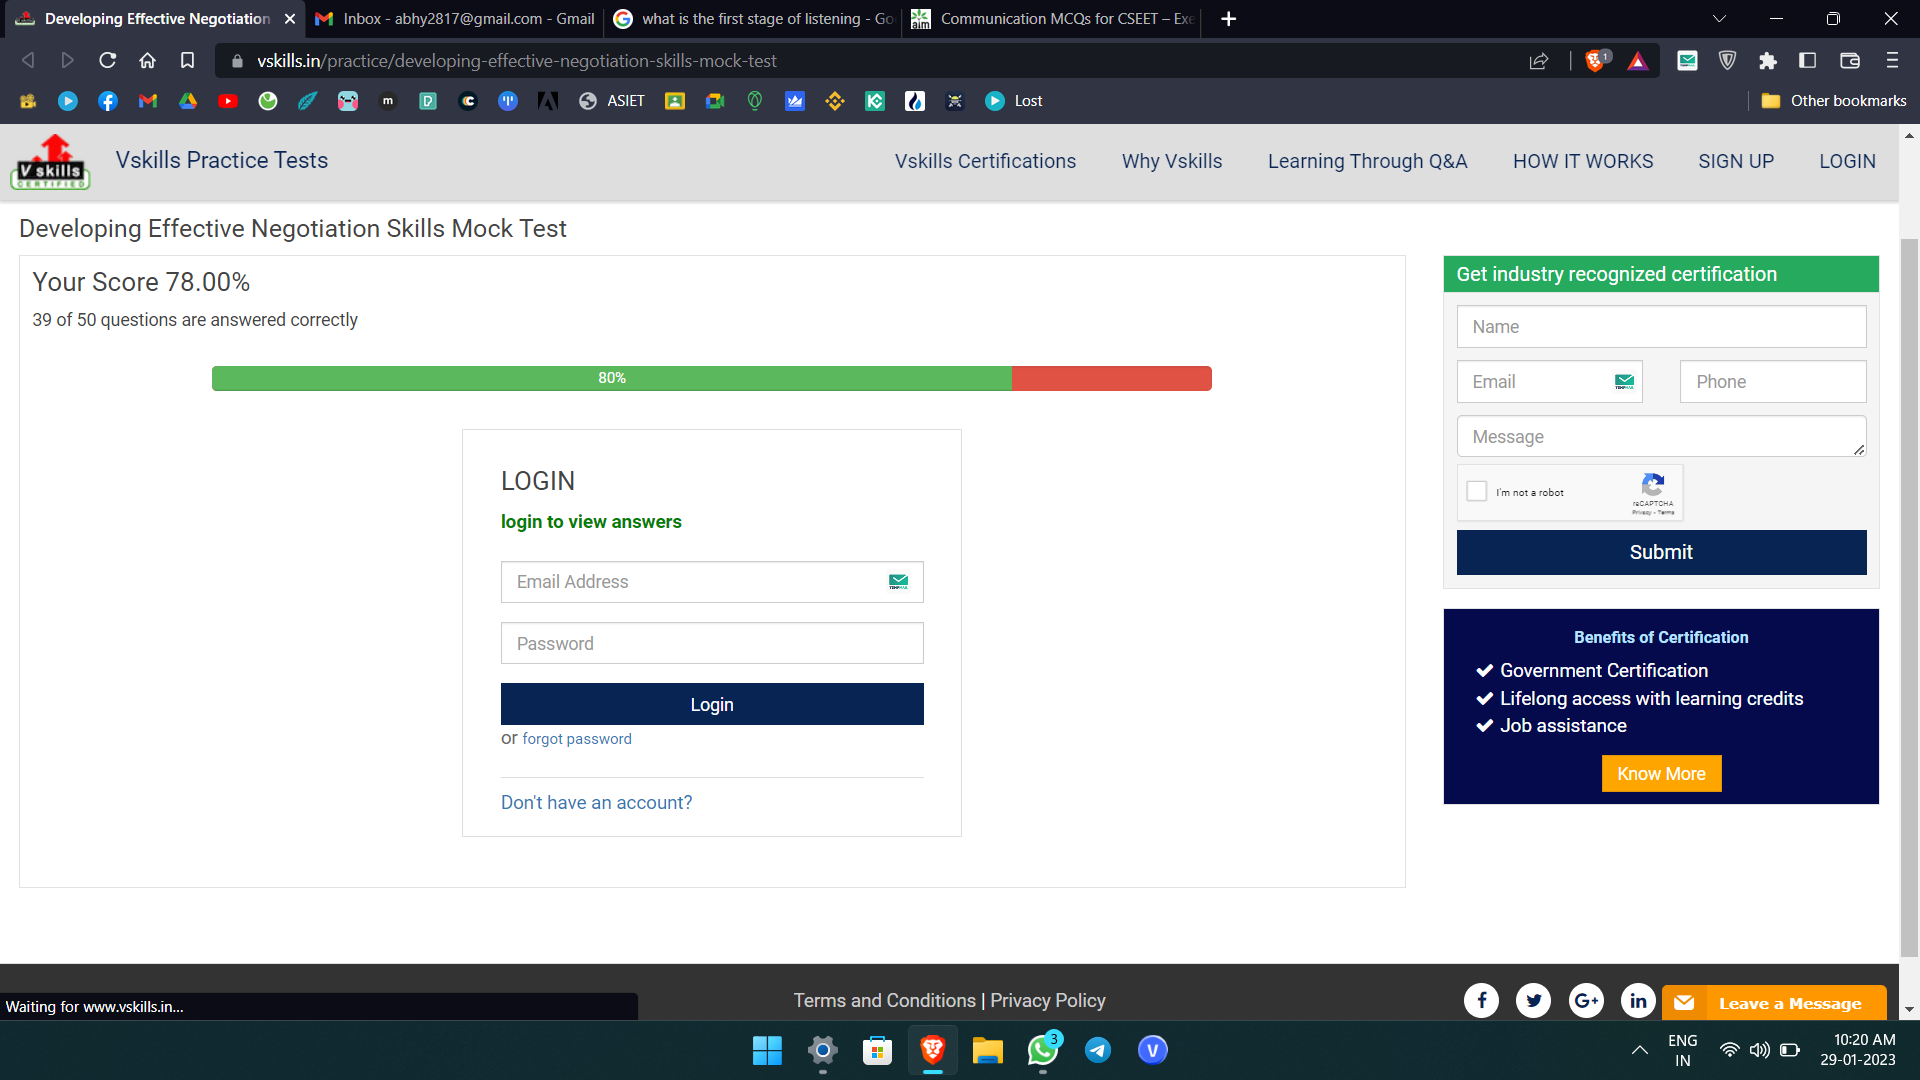 Developing Effective Negotiation
Inbox - abhy2817@gmail.com - Gmail
what is the first stage of listening - Go
Communication MCQs for CSEET – Exe
vskills.in/practice/developing-effective-negotiation-skills-mock-test
ASIET
Lost
Other bookmarks
V skills
CERTIFIED
Vskills Practice Tests
Vskills Certifications
Why Vskills
Learning Through Q&A
HOW IT WORKS
SIGN UP
LOGIN
Developing Effective Negotiation Skills Mock Test
Your Score 78.00%
39 of 50 questions are answered correctly
80%
LOGIN
login to view answers
Email Address
Password
Login
or forgot password
Don't have an account?
Get industry recognized certification
Name
Email
Phone
Message
I'm not a robot
reCAPTCHA
Privacy - Terms
Submit
Benefits of Certification
Government Certification
Lifelong access with learning credits
Job assistance
Know More
Terms and Conditions | Privacy Policy
Leave a Message
Waiting for www.vskills.in...
3
ENG
IN
10:20 AM
29-01-2023